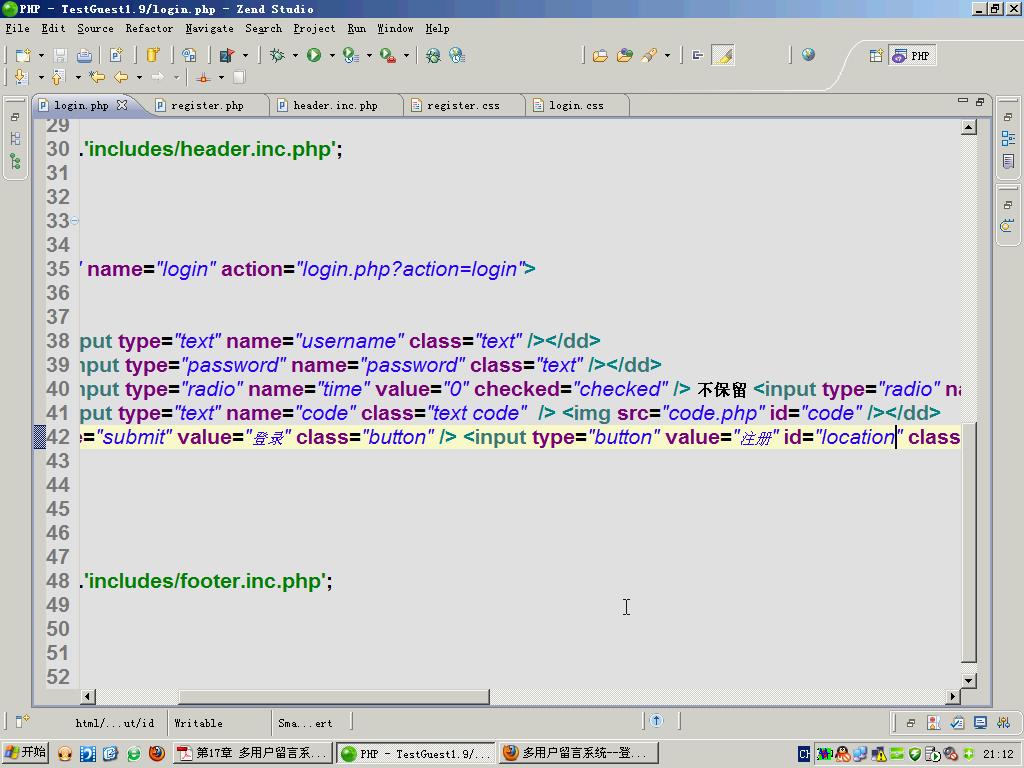 PHP - TestGuest1.9/login.php - Zend Studio
File Edit Source Refactor Navigate Search Project Run Window Help
PHP
login.php register.php header.inc.php register.css login.css
29
30 .'includes/header.inc.php';
31
32
33
34
35 ' name="login" action="login.php?action=login">
36
37
38 put type="text" name="username" class="text" /></dd>
39 nput type="password" name="password" class="text" /></dd>
40 nput type="radio" name="time" value="0" checked="checked" /> 不保留 <input type="radio" na
41 put type="text" name="code" class="text code"  /> <img src="code.php" id="code" /></dd>
42 e="submit" value="登录" class="button" /> <input type="button" value="注册" id="location" class
43
44
45
46
47
48 .'includes/footer.inc.php';
49
50
51
52
html/...ut/id Writable Sma...ert
开始 第17章 多用户留言系统... PHP - TestGuest1.9/... 多用户留言系统--登... CH 21:12